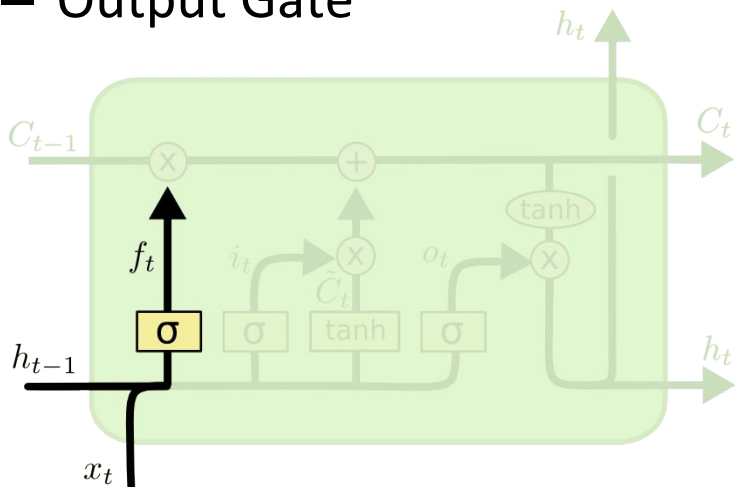 – Output Gate
h_t
C_{t-1}
C_t
x
+
tanh
f_t
i_t
o_t
x
x
C̃_t
σ
σ
tanh
σ
h_{t-1}
h_t
x_t